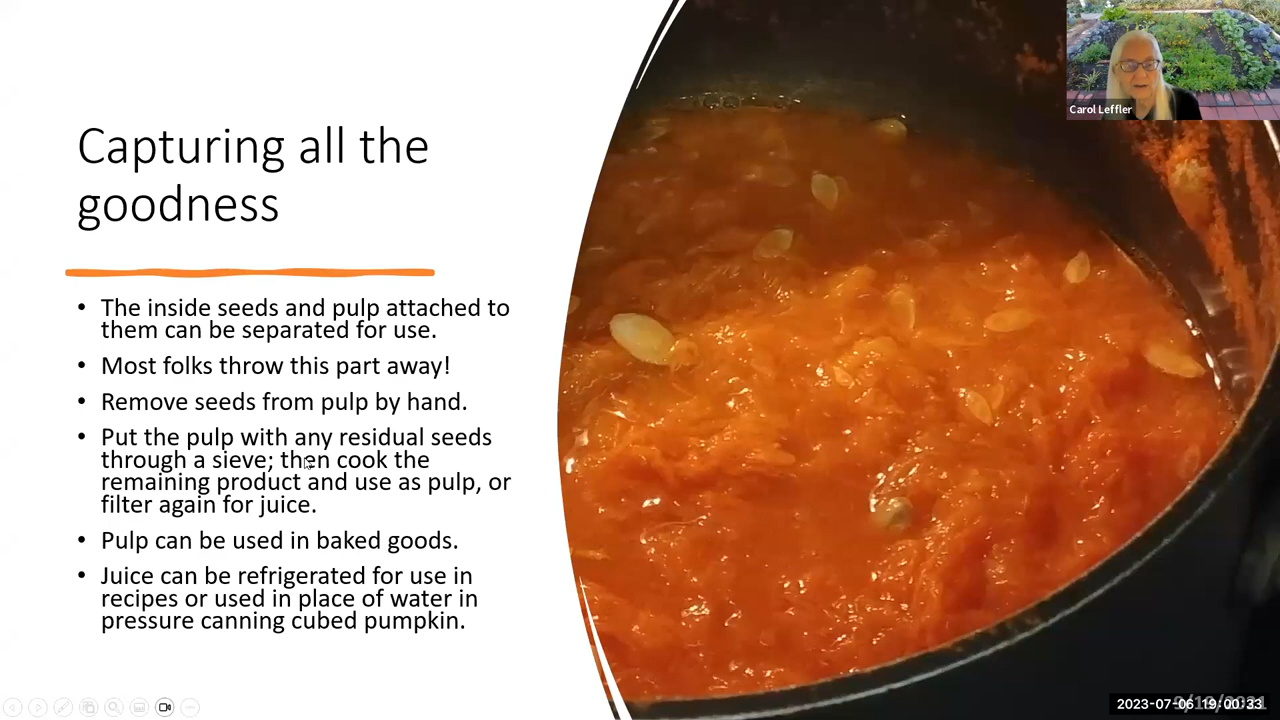 Capturing all the
goodness
• The inside seeds and pulp attached to
them can be separated for use.
• Most folks throw this part away!
• Remove seeds from pulp by hand.
• Put the pulp with any residual seeds
through a sieve; then cook the
remaining product and use as pulp, or
filter again for juice.
• Pulp can be used in baked goods.
• Juice can be refrigerated for use in
recipes or used in place of water in
pressure canning cubed pumpkin.
Carol Leffler
2023-07-06 19:00:33